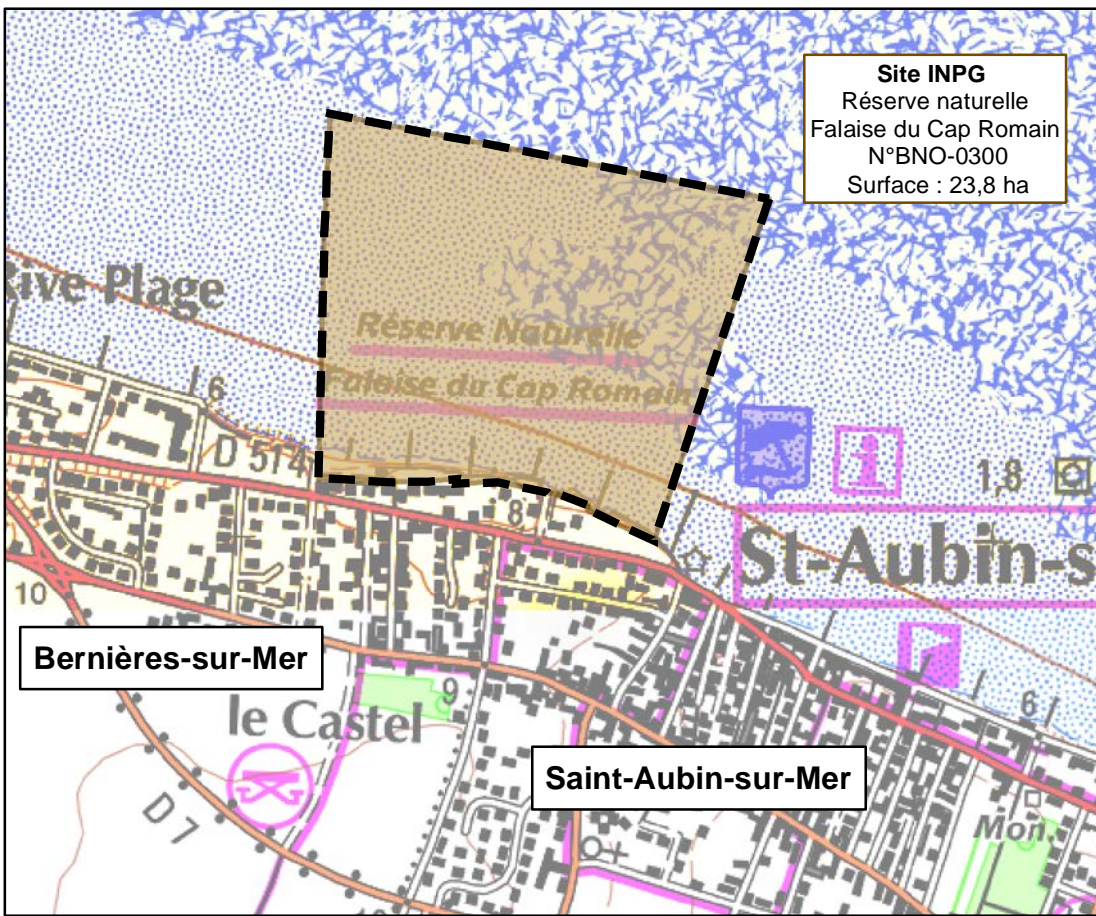 Site INPG
Réserve naturelle
Falaise du Cap Romain
N°BNO-0300
Surface : 23,8 ha
Rive Plage
Réserve Naturelle
Falaise du Cap Romain
6
D 514
8
1,8
St-Aubin-s
10
Bernières-sur-Mer
le Castel
9
6
Saint-Aubin-sur-Mer
D 7
Mon.